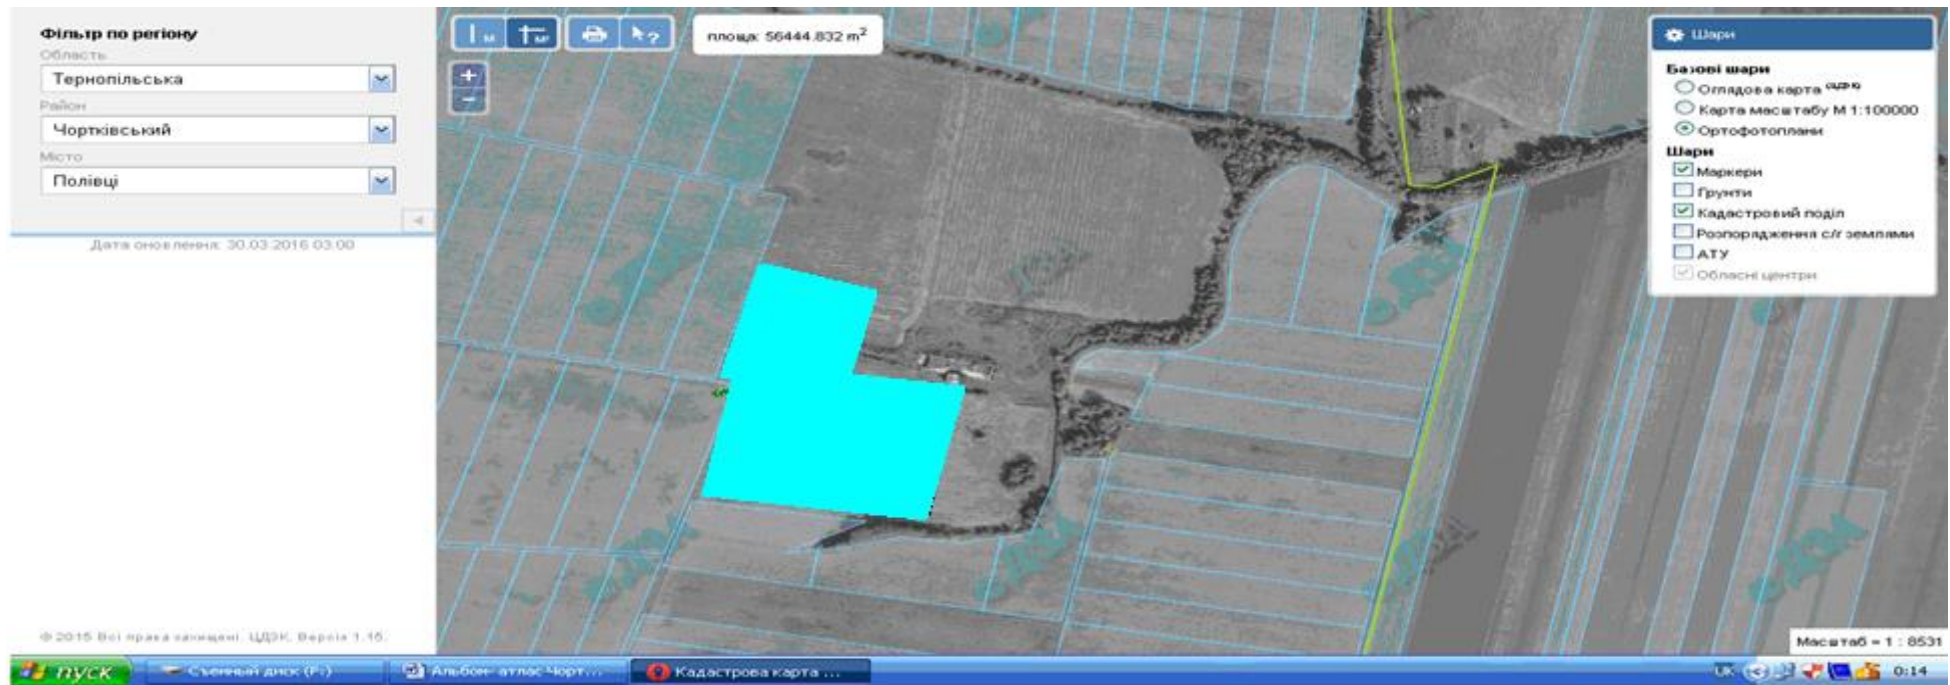 Фільтр по регіону
Область
Тернопільська
Район
Чортківський
Місто
Полівці
Дата оновлення: 30.03.2016 03:00
© 2015 Всі права захищені. ЦДЗК. Версія 1.15.
м
м²
?
площа: 56444.832 m²
+
−
Шари
Базові шари
Оглядова карта
Карта масштабу М 1:100000
Ортофотоплани
Шари
Маркери
Грунти
Кадастровий поділ
Розпорядження с/г землами
АТУ
Обласні центри
Масштаб = 1 : 8531
пуск
Съемный диск (F:)
Альбом- атлас Чорт...
Кадастрова карта ...
UK
0:14